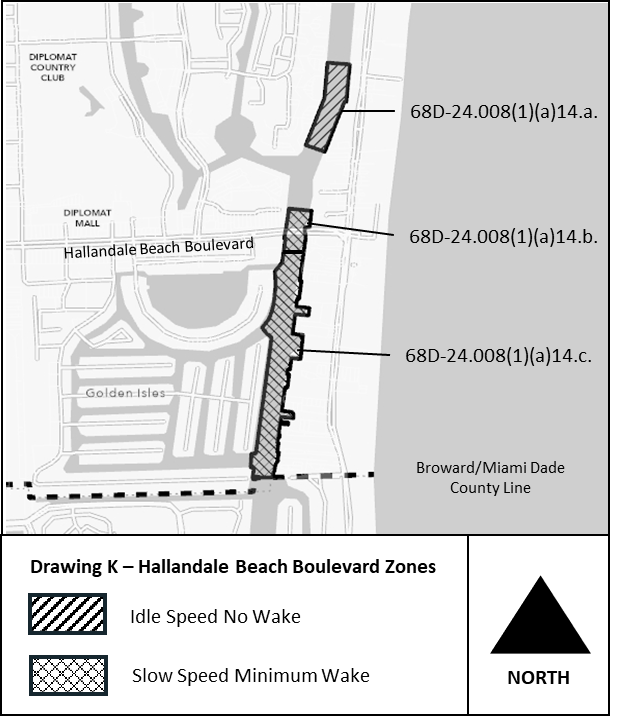 DIPLOMAT
COUNTRY
CLUB
68D-24.008(1)(a)14.a.
DIPLOMAT
MALL
68D-24.008(1)(a)14.b.
Hallandale Beach Boulevard
68D-24.008(1)(a)14.c.
Golden Isles
Broward/Miami Dade
County Line
Drawing K – Hallandale Beach Boulevard Zones
Idle Speed No Wake
Slow Speed Minimum Wake
NORTH